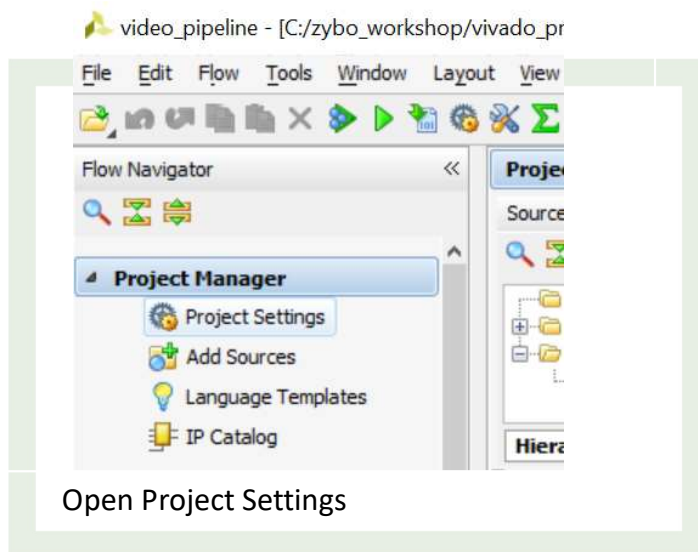 video_pipeline - [C:/zybo_workshop/vivado_pr
File Edit Flow Tools Window Layout View
Flow Navigator «
Project Manager
Project Settings
Add Sources
Language Templates
IP Catalog
Proje
Source
Hiera
Open Project Settings